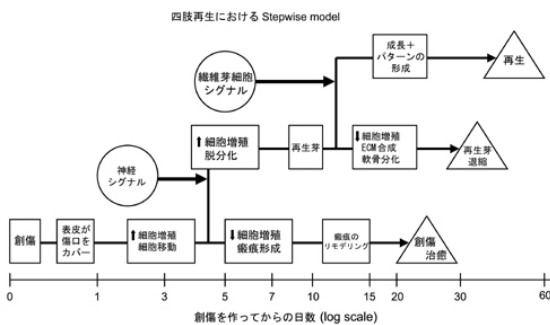 四肢再生における Stepwise model
繊維芽細胞
シグナル
成長＋
パターンの
形成
再生
神経
シグナル
⬆細胞増殖
脱分化
再生芽
⬇細胞増殖
ECM合成
軟骨分化
再生芽
退縮
創傷
表皮が
傷口を
カバー
⬆細胞増殖
細胞移動
⬇細胞増殖
瘢痕形成
瘢痕の
リモデリング
創傷
治癒
0 1 3 5 7 10 15 20 30 60
創傷を作ってからの日数 (log scale)